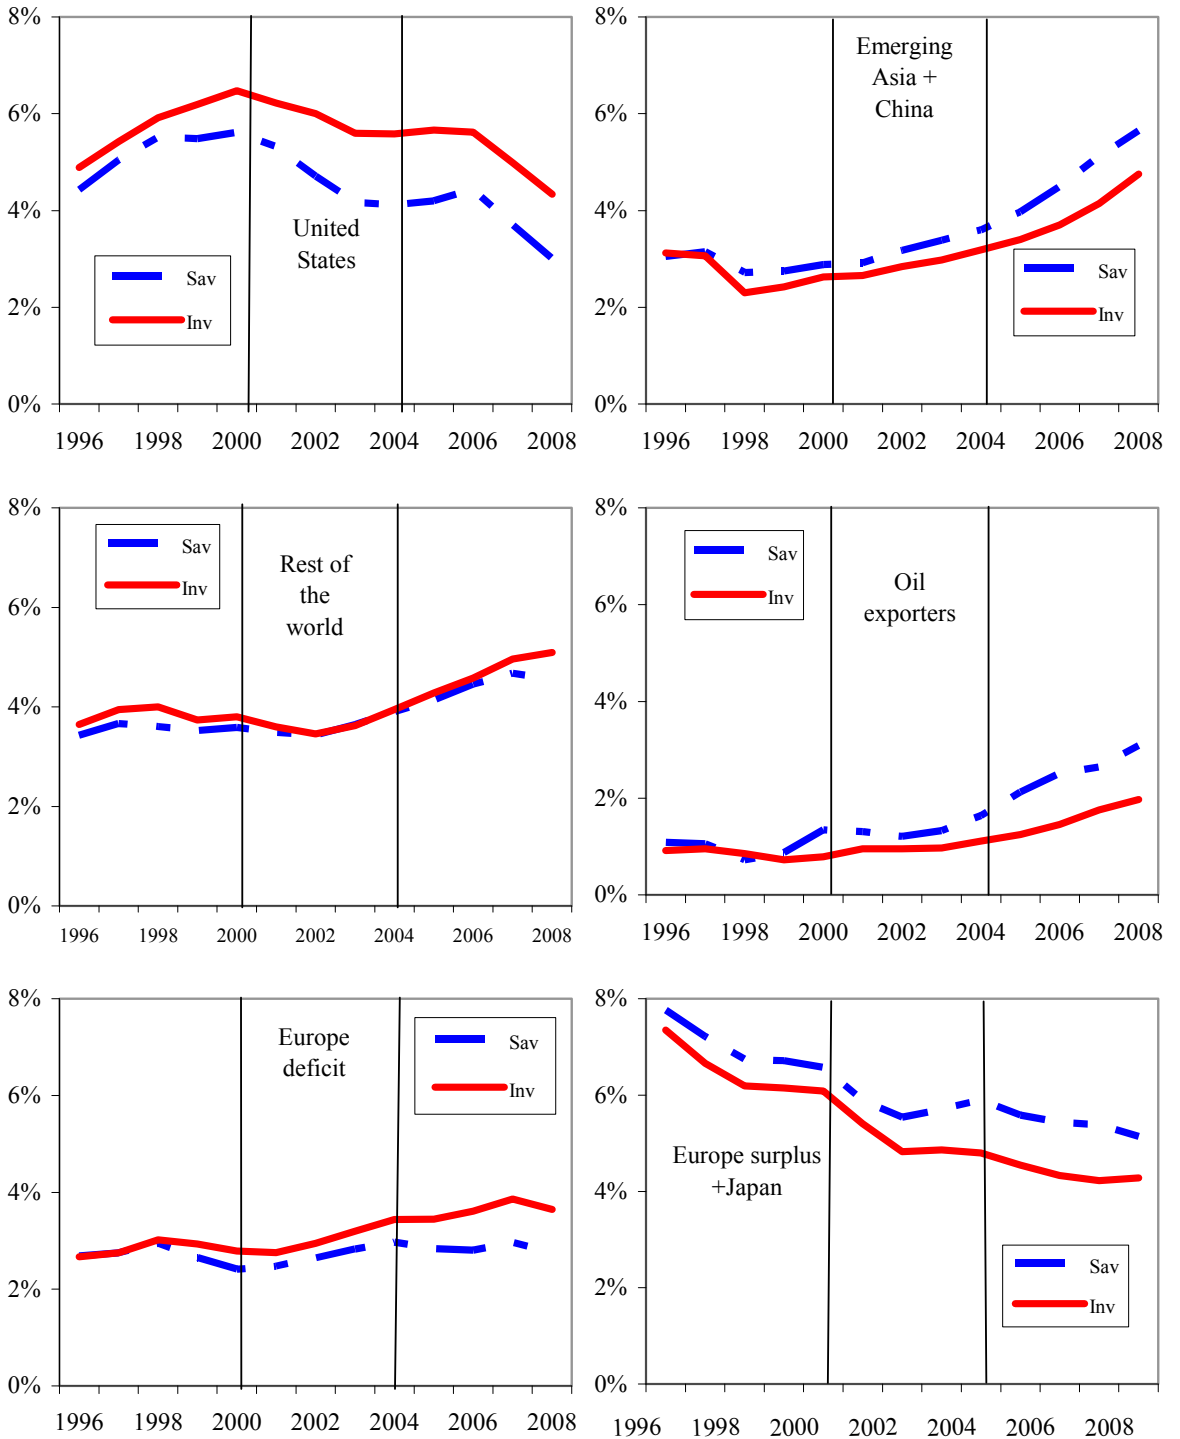 8%
6%
4%
2%
0%
United
States
Sav
Inv
1996 1998 2000 2002 2004 2006 2008
8%
6%
4%
2%
0%
Emerging
Asia +
China
Sav
Inv
1996 1998 2000 2002 2004 2006 2008
8%
6%
4%
2%
0%
Sav
Inv
Rest of
the
world
1996 1998 2000 2002 2004 2006 2008
8%
6%
4%
2%
0%
Sav
Inv
Oil
exporters
1996 1998 2000 2002 2004 2006 2008
8%
6%
4%
2%
0%
Europe
deficit
Sav
Inv
1996 1998 2000 2002 2004 2006 2008
8%
6%
4%
2%
0%
Europe surplus
+Japan
Sav
Inv
1996 1998 2000 2002 2004 2006 2008